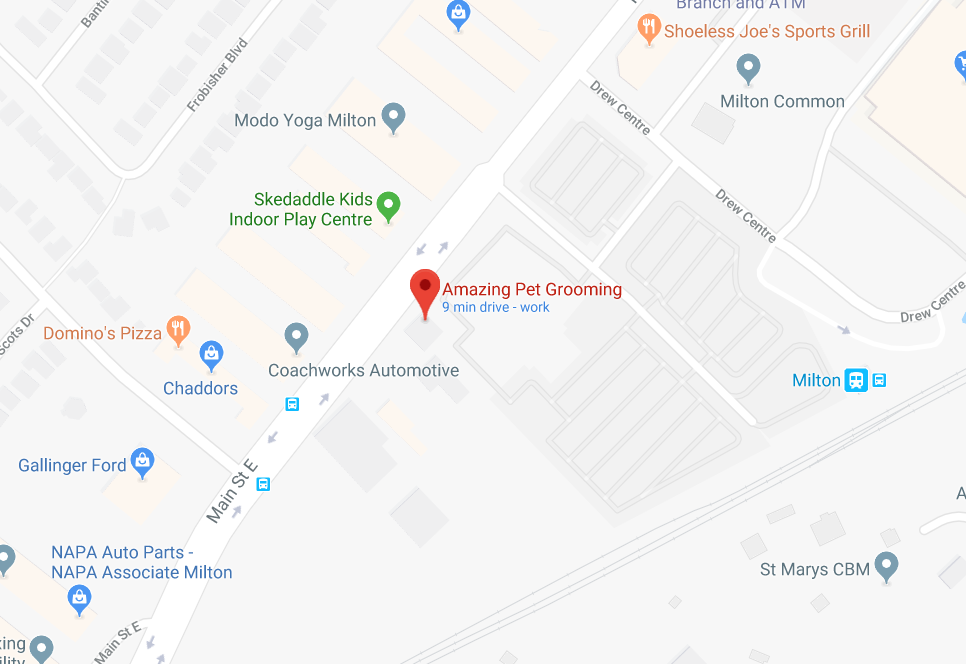 Branch and ATM
Shoeless Joe's Sports Grill
Frobisher Blvd
Drew Centre
Milton Common
Modo Yoga Milton
Skedaddle Kids
Indoor Play Centre
Drew Centre
Amazing Pet Grooming
9 min drive - work
Drew Centre
Scots Dr
Domino's Pizza
Chaddors
Coachworks Automotive
Milton
Gallinger Ford
Main St E
NAPA Auto Parts -
NAPA Associate Milton
St Marys CBM
Main St E